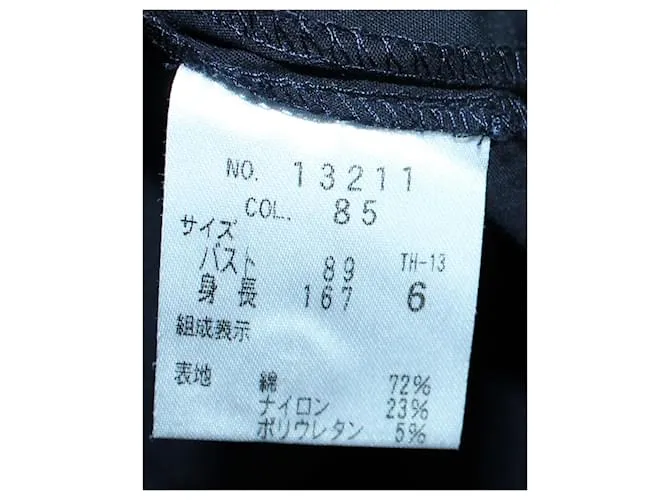 NO. 13211
COL. 85
サイズ
バスト 89 TH-13
身長 167 6
組成表示
表地 綿 72%
ナイロン 23%
ポリウレタン 5%